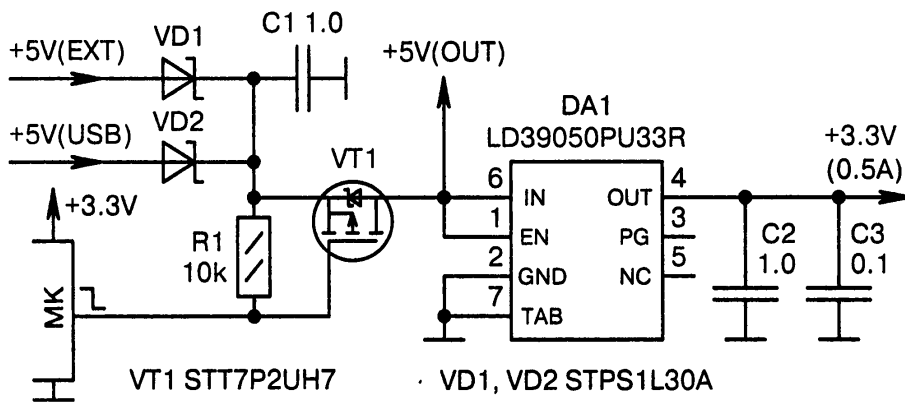 C1 1.0
VD1
+5V(EXT)
+5V(OUT)
DA1
LD39050PU33R
VD2
+5V(USB)
VT1
+3.3V
(0.5A)
6
IN
OUT
4
+3.3V
1
EN
PG
3
R1
10k
2
GND
NC
5
C2
1.0
C3
0.1
7
TAB
MK
VT1 STT7P2UH7
VD1, VD2 STPS1L30A